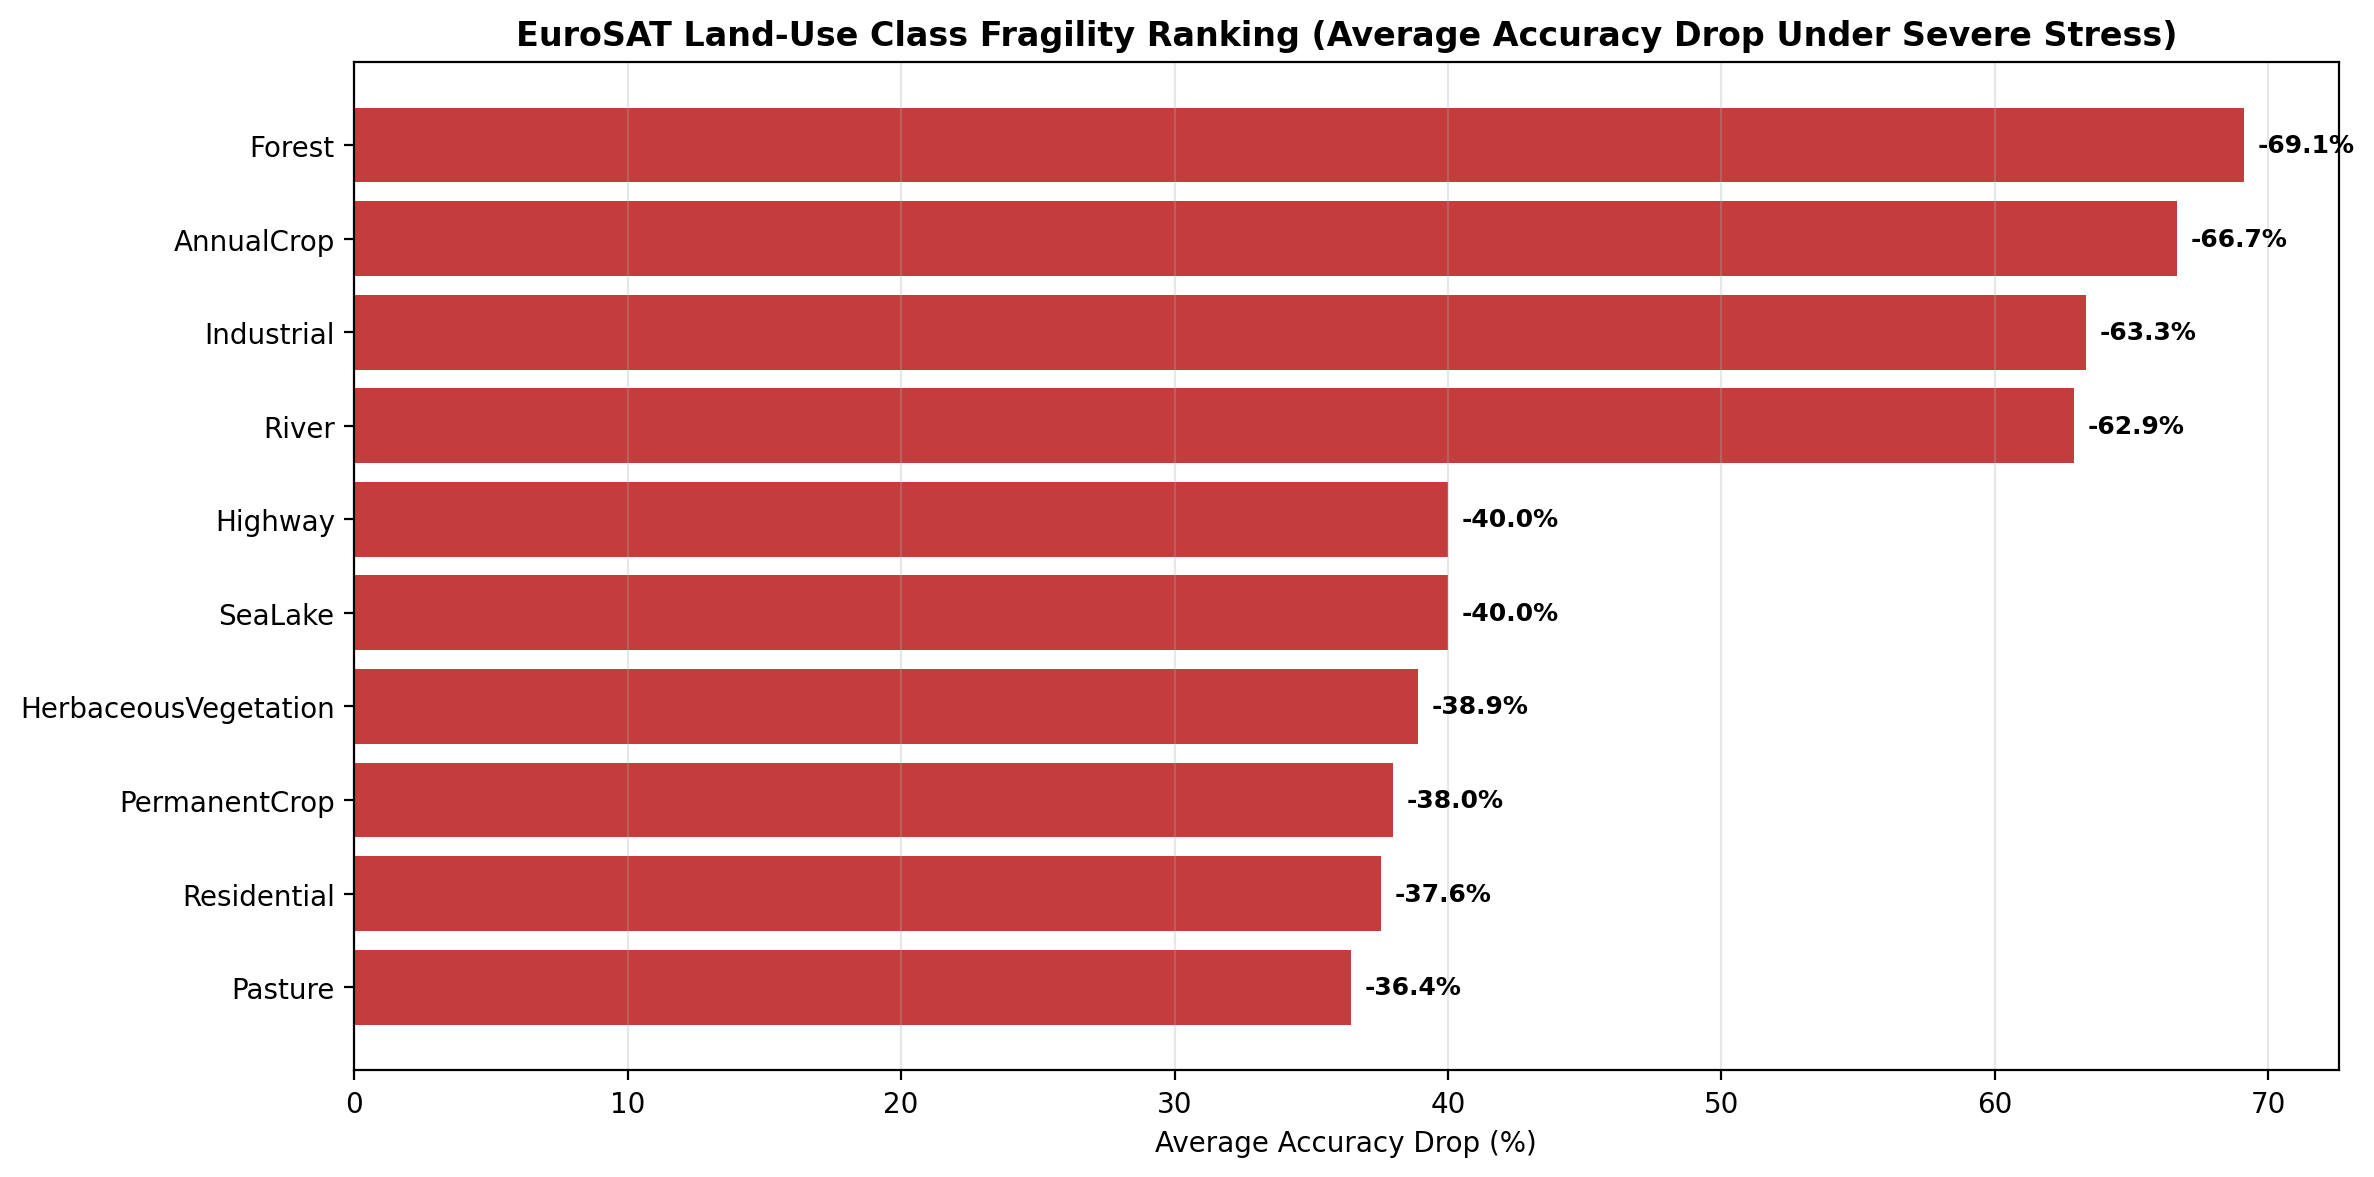 EuroSAT Land-Use Class Fragility Ranking (Average Accuracy Drop Under Severe Stress)
Forest -69.1%
AnnualCrop -66.7%
Industrial -63.3%
River -62.9%
Highway -40.0%
SeaLake -40.0%
HerbaceousVegetation -38.9%
PermanentCrop -38.0%
Residential -37.6%
Pasture -36.4%
0 10 20 30 40 50 60 70
Average Accuracy Drop (%)